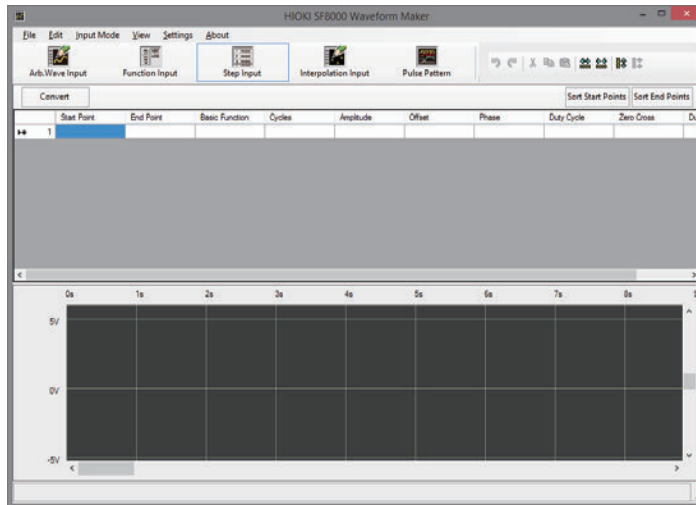 HIOKI SF8000 Waveform Maker
File Edit Input Mode View Settings About
Arb.Wave Input Function Input Step Input Interpolation Input Pulse Pattern
Convert Sort Start Points Sort End Points
Start Point End Point Basic Function Cycles Amplitude Offset Phase Duty Cycle Zero Cross Du
1
0s 1s 2s 3s 4s 5s 6s 7s 8s
5V
0V
-5V